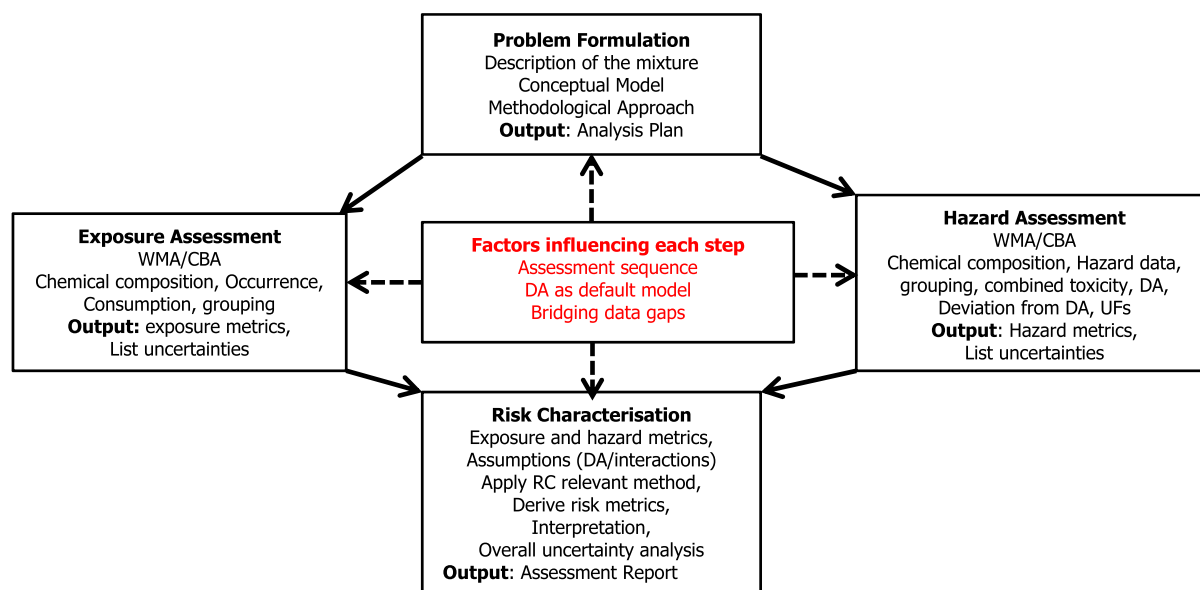 Problem Formulation
Description of the mixture
Conceptual Model
Methodological Approach
Output: Analysis Plan
Exposure Assessment
WMA/CBA
Chemical composition, Occurrence,
Consumption, grouping
Output: exposure metrics,
List uncertainties
Factors influencing each step
Assessment sequence
DA as default model
Bridging data gaps
Hazard Assessment
WMA/CBA
Chemical composition, Hazard data,
grouping, combined toxicity, DA,
Deviation from DA, UFs
Output: Hazard metrics,
List uncertainties
Risk Characterisation
Exposure and hazard metrics,
Assumptions (DA/interactions)
Apply RC relevant method,
Derive risk metrics,
Interpretation,
Overall uncertainty analysis
Output: Assessment Report